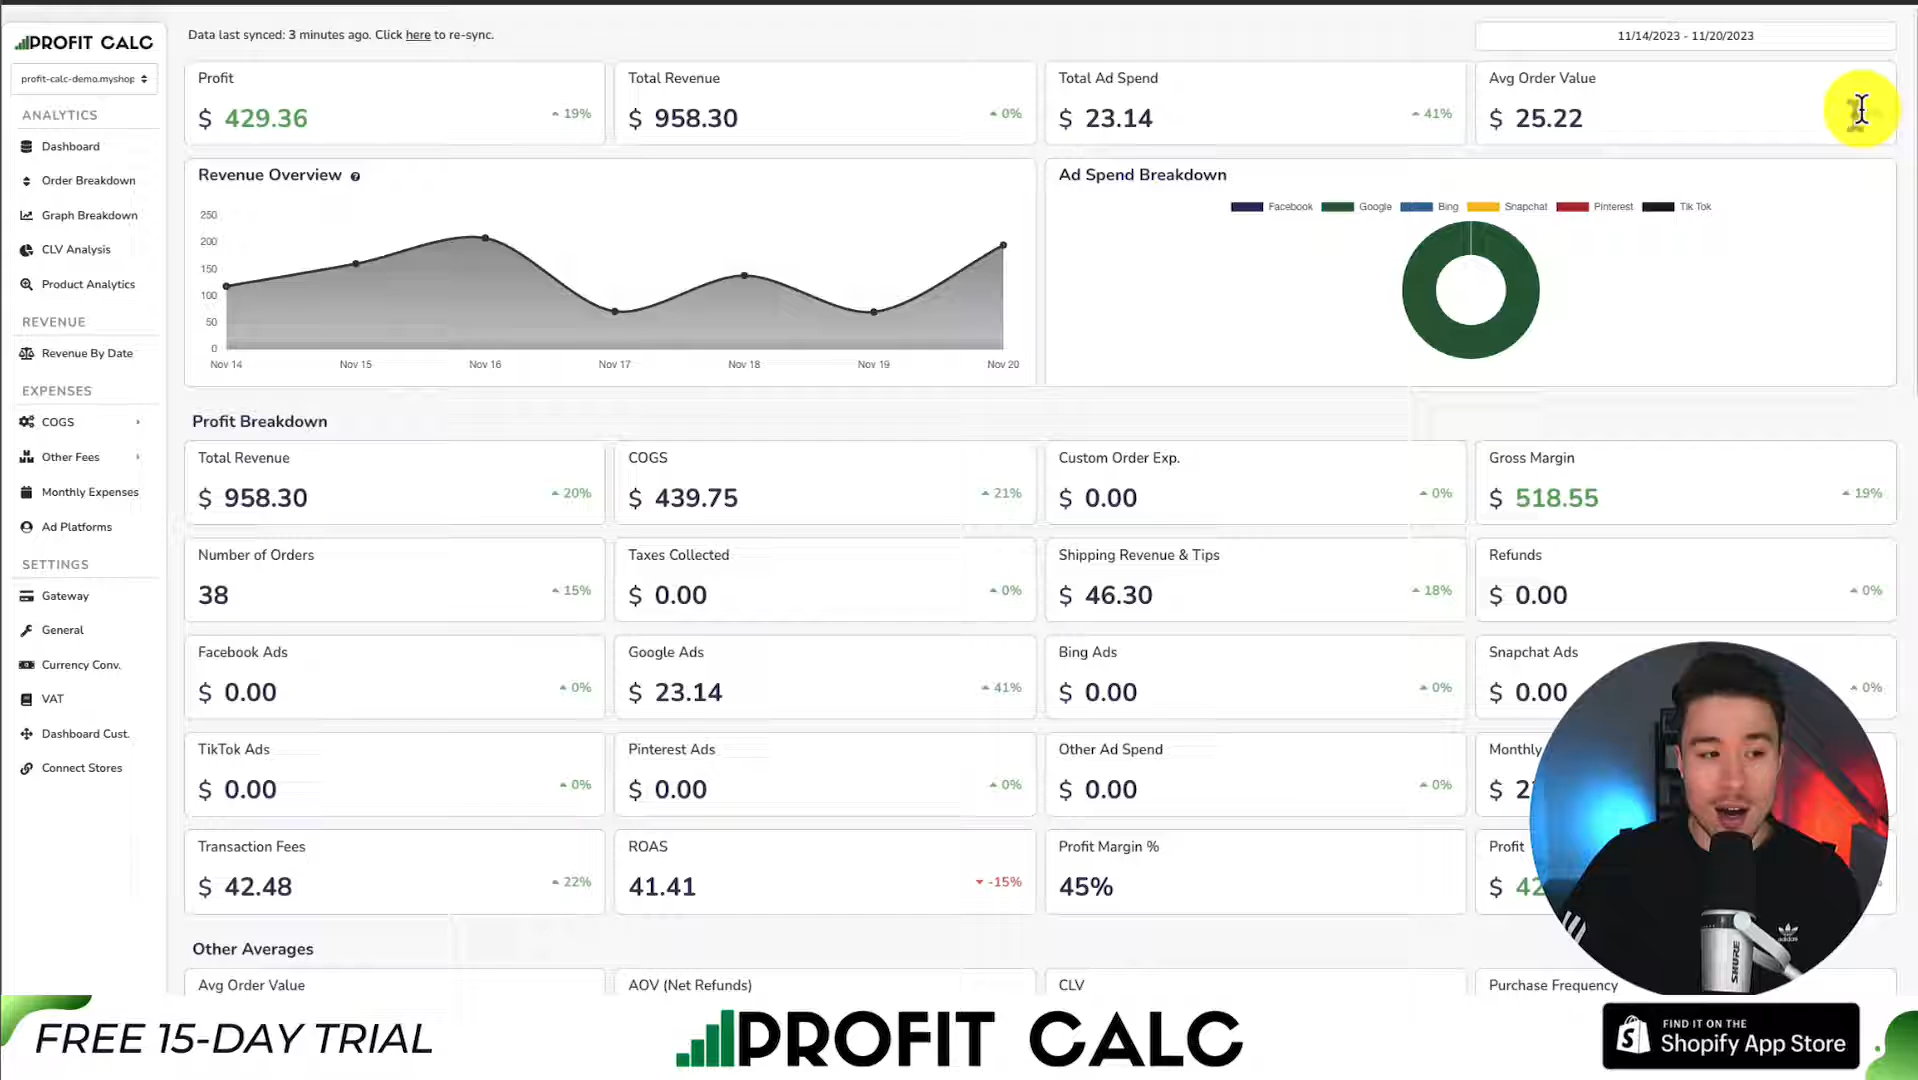 PROFIT CALC
profit-calc-demo.myshop
ANALYTICS
Dashboard
Order Breakdown
Graph Breakdown
CLV Analysis
Product Analytics
REVENUE
Revenue By Date
EXPENSES
COGS
Other Fees
Monthly Expenses
Ad Platforms
SETTINGS
Gateway
General
Currency Conv.
VAT
Dashboard Cust.
Connect Stores
Data last synced: 3 minutes ago. Click here to re-sync.
11/14/2023 - 11/20/2023
Profit
$ 429.36
19%
Total Revenue
$ 958.30
0%
Total Ad Spend
$ 23.14
41%
Avg Order Value
$ 25.22
Revenue Overview
250
200
150
100
50
0
Nov 14 Nov 15 Nov 16 Nov 17 Nov 18 Nov 19 Nov 20
Ad Spend Breakdown
Facebook Google Bing Snapchat Pinterest Tik Tok
Profit Breakdown
Total Revenue
$ 958.30
20%
COGS
$ 439.75
21%
Custom Order Exp.
$ 0.00
0%
Gross Margin
$ 518.55
19%
Number of Orders
38
15%
Taxes Collected
$ 0.00
0%
Shipping Revenue & Tips
$ 46.30
18%
Refunds
$ 0.00
0%
Facebook Ads
$ 0.00
0%
Google Ads
$ 23.14
41%
Bing Ads
$ 0.00
0%
Snapchat Ads
$ 0.00
0%
TikTok Ads
$ 0.00
0%
Pinterest Ads
$ 0.00
0%
Other Ad Spend
$ 0.00
0%
Monthly
$ 2
Transaction Fees
$ 42.48
22%
ROAS
41.41
-15%
Profit Margin %
45%
Profit
$ 42
adidas
SHURE
Other Averages
Avg Order Value
AOV (Net Refunds)
CLV
Purchase Frequency
FREE 15-DAY TRIAL
PROFIT CALC
FIND IT ON THE
Shopify App Store